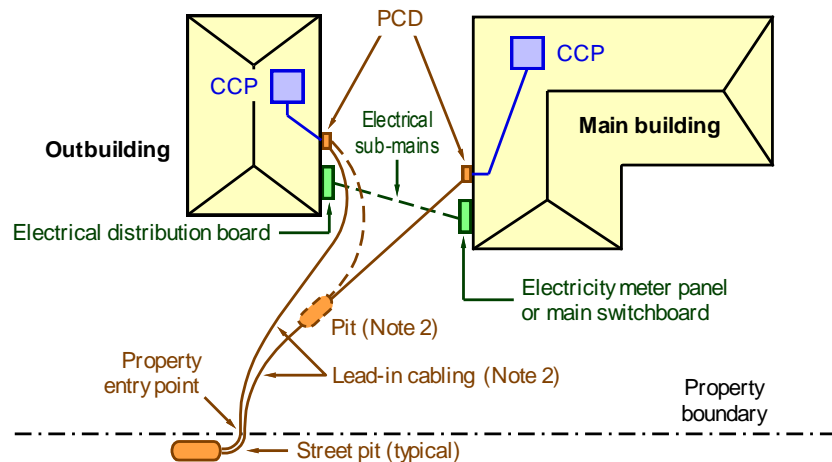 PCD
CCP
CCP
Electrical
sub-mains
Main building
Outbuilding
Electrical distribution board
Electricity meter panel
or main switchboard
Pit (Note 2)
Property
entry point
Lead-in cabling (Note 2)
Property
boundary
Street pit (typical)